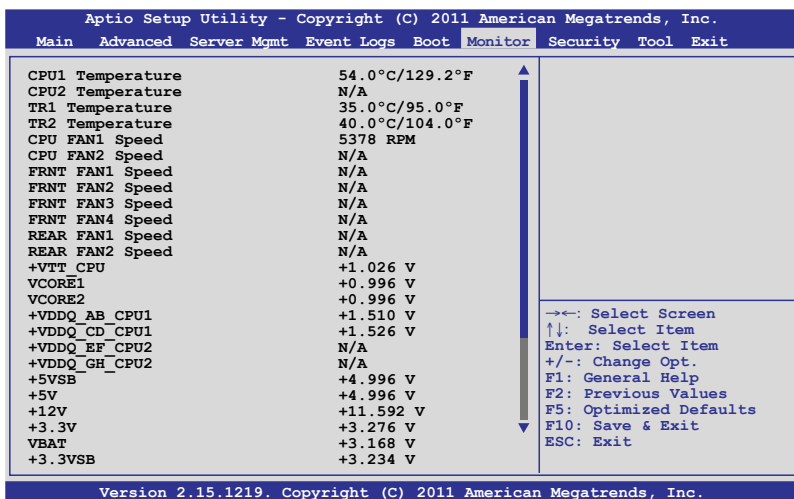 Aptio Setup Utility - Copyright (C) 2011 American Megatrends, Inc.
Main Advanced Server Mgmt Event Logs Boot Monitor Security Tool Exit
CPU1 Temperature 54.0°C/129.2°F
CPU2 Temperature N/A
TR1 Temperature 35.0°C/95.0°F
TR2 Temperature 40.0°C/104.0°F
CPU FAN1 Speed 5378 RPM
CPU FAN2 Speed N/A
FRNT FAN1 Speed N/A
FRNT FAN2 Speed N/A
FRNT FAN3 Speed N/A
FRNT FAN4 Speed N/A
REAR FAN1 Speed N/A
REAR FAN2 Speed N/A
+VTT_CPU +1.026 V
VCORE1 +0.996 V
VCORE2 +0.996 V
+VDDQ_AB_CPU1 +1.510 V
+VDDQ_CD_CPU1 +1.526 V
+VDDQ_EF_CPU2 N/A
+VDDQ_GH_CPU2 N/A
+5VSB +4.996 V
+5V +4.996 V
+12V +11.592 V
+3.3V +3.276 V
VBAT +3.168 V
+3.3VSB +3.234 V
→←: Select Screen
↑↓: Select Item
Enter: Select Item
+/-: Change Opt.
F1: General Help
F2: Previous Values
F5: Optimized Defaults
F10: Save & Exit
ESC: Exit
Version 2.15.1219. Copyright (C) 2011 American Megatrends, Inc.